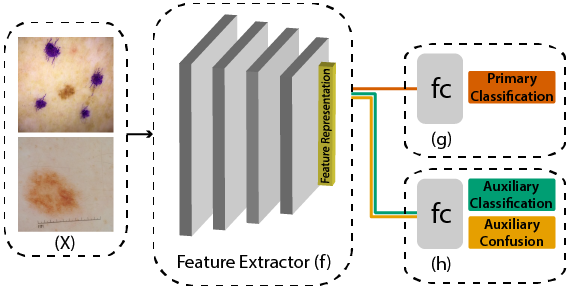 (X)
Feature Representation
Feature Extractor (f)
fc
Primary
Classification
(g)
fc
Auxiliary
Classification
Auxiliary
Confusion
(h)